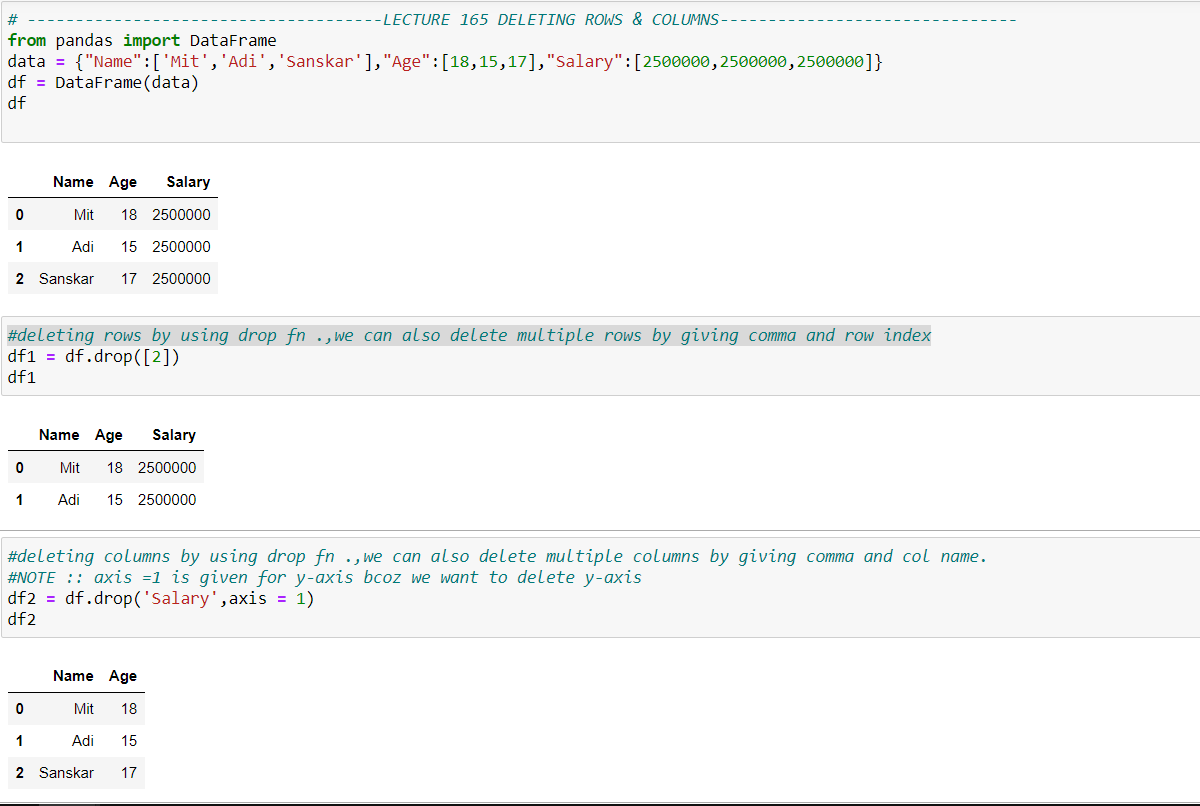 # -------------------------------------LECTURE 165 DELETING ROWS & COLUMNS-------------------------------
from pandas import DataFrame
data = {"Name":['Mit','Adi','Sanskar'],"Age":[18,15,17],"Salary":[2500000,2500000,2500000]}
df = DataFrame(data)
df
Name Age Salary
0 Mit 18 2500000
1 Adi 15 2500000
2 Sanskar 17 2500000
#deleting rows by using drop fn .,we can also delete multiple rows by giving comma and row index
df1 = df.drop([2])
df1
Name Age Salary
0 Mit 18 2500000
1 Adi 15 2500000
#deleting columns by using drop fn .,we can also delete multiple columns by giving comma and col name.
#NOTE :: axis =1 is given for y-axis bcoz we want to delete y-axis
df2 = df.drop('Salary',axis = 1)
df2
Name Age
0 Mit 18
1 Adi 15
2 Sanskar 17